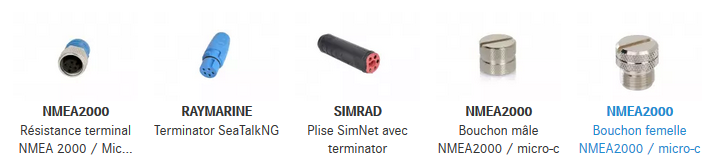 NMEA2000
Résistance terminal
NMEA 2000 / Mic...
RAYMARINE
Terminator SeaTalkNG
SIMRAD
Plise SimNet avec
terminator
NMEA2000
Bouchon mâle
NMEA2000 / micro-c
NMEA2000
Bouchon femelle
NMEA2000 / micro-c